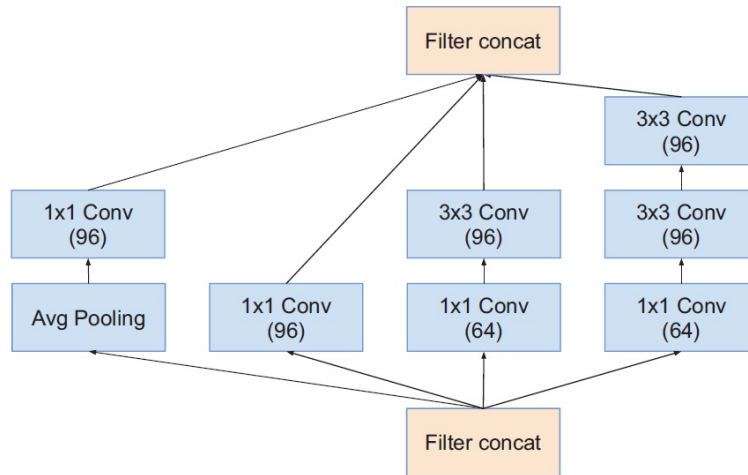 Filter concat
3x3 Conv
(96)
1x1 Conv
(96)
3x3 Conv
(96)
3x3 Conv
(96)
Avg Pooling
1x1 Conv
(96)
1x1 Conv
(64)
1x1 Conv
(64)
Filter concat